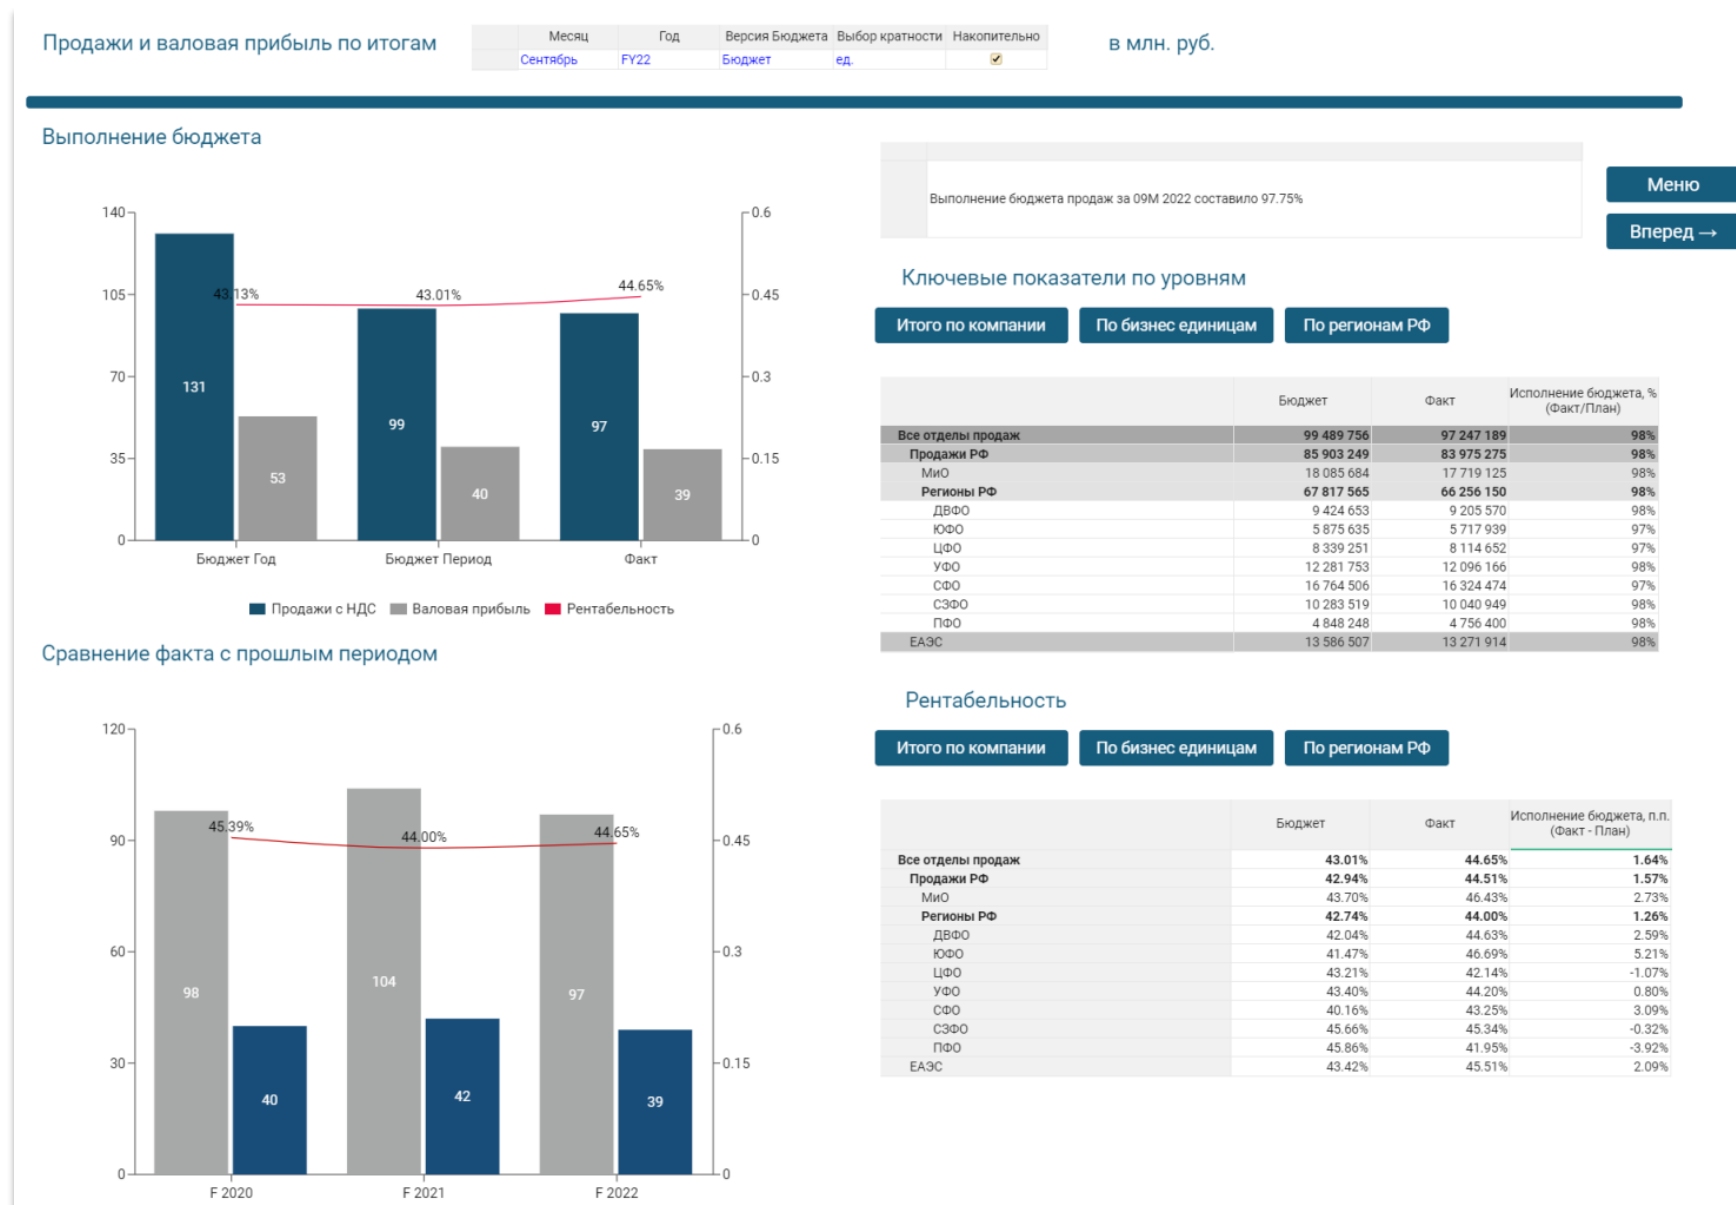 Продажи и валовая прибыль по итогам
Месяц Год Версия Бюджета Выбор кратности Накопительно
Сентябрь FY22 Бюджет ед.
в млн. руб.
Выполнение бюджета
140
105
70
35
0
0.6
0.45
0.3
0.15
0
43.13% 43.01% 44.65%
131 53 99 40 97 39
Бюджет Год Бюджет Период Факт
Продажи с НДС Валовая прибыль Рентабельность
Сравнение факта с прошлым периодом
120
90
60
30
0
0.6
0.45
0.3
0.15
0
45.39% 44.00% 44.65%
98 40 104 42 97 39
F 2020 F 2021 F 2022
Выполнение бюджета продаж за 09М 2022 составило 97.75%
Меню
Вперед →
Ключевые показатели по уровням
Итого по компании По бизнес единицам По регионам РФ
Бюджет Факт Исполнение бюджета, %
(Факт/План)
Все отделы продаж 99 489 756 97 247 189 98%
Продажи РФ 85 903 249 83 975 275 98%
МиО 18 085 684 17 719 125 98%
Регионы РФ 67 817 565 66 256 150 98%
ДВФО 9 424 653 9 205 570 98%
ЮФО 5 875 635 5 717 939 97%
ЦФО 8 339 251 8 114 652 97%
УФО 12 281 753 12 096 166 98%
СФО 16 764 506 16 324 474 97%
СЗФО 10 283 519 10 040 949 98%
ПФО 4 848 248 4 756 400 98%
ЕАЭС 13 586 507 13 271 914 98%
Рентабельность
Итого по компании По бизнес единицам По регионам РФ
Бюджет Факт Исполнение бюджета, п.п.
(Факт - План)
Все отделы продаж 43.01% 44.65% 1.64%
Продажи РФ 42.94% 44.51% 1.57%
МиО 43.70% 46.43% 2.73%
Регионы РФ 42.74% 44.00% 1.26%
ДВФО 42.04% 44.63% 2.59%
ЮФО 41.47% 46.69% 5.21%
ЦФО 43.21% 42.14% -1.07%
УФО 43.40% 44.20% 0.80%
СФО 40.16% 43.25% 3.09%
СЗФО 45.66% 45.34% -0.32%
ПФО 45.86% 41.95% -3.92%
ЕАЭС 43.42% 45.51% 2.09%